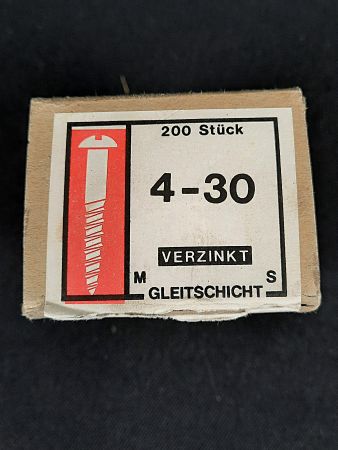 200 Stück
4-30
VERZINKT
M S
GLEITSCHICHT